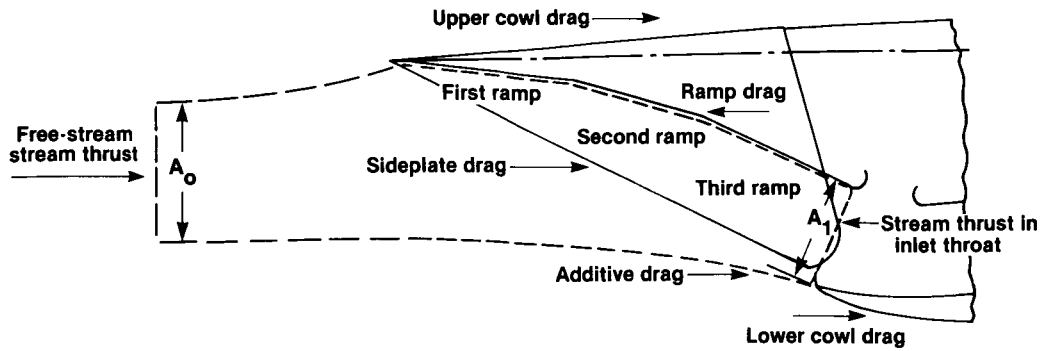 Upper cowl drag
First ramp
Ramp drag
Free-stream
stream thrust
A₀
Second ramp
Sideplate drag
Third ramp
A₁
Stream thrust in
inlet throat
Additive drag
Lower cowl drag